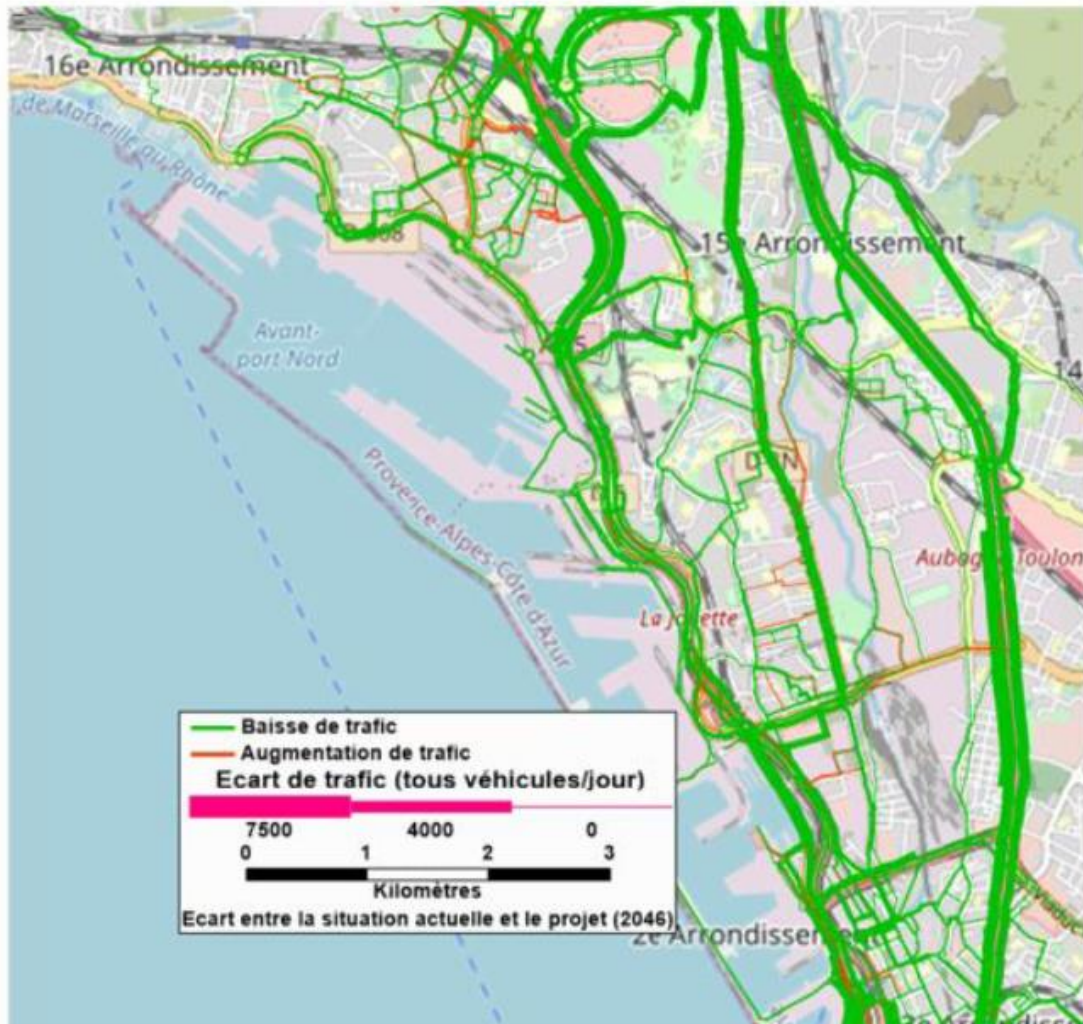 16e Arrondissement
de Marseille au Rhône
15e Arrondissement
Avant-
port Nord
14
Provence-Alpes-Côte d'Azur
Aubagne Toulon
La Joliette
Baisse de trafic
Augmentation de trafic
Ecart de trafic (tous véhicules/jour)
7500 4000 0
0 1 2 3
Kilomètres
Ecart entre la situation actuelle et le projet (2046)
2e Arrondissement